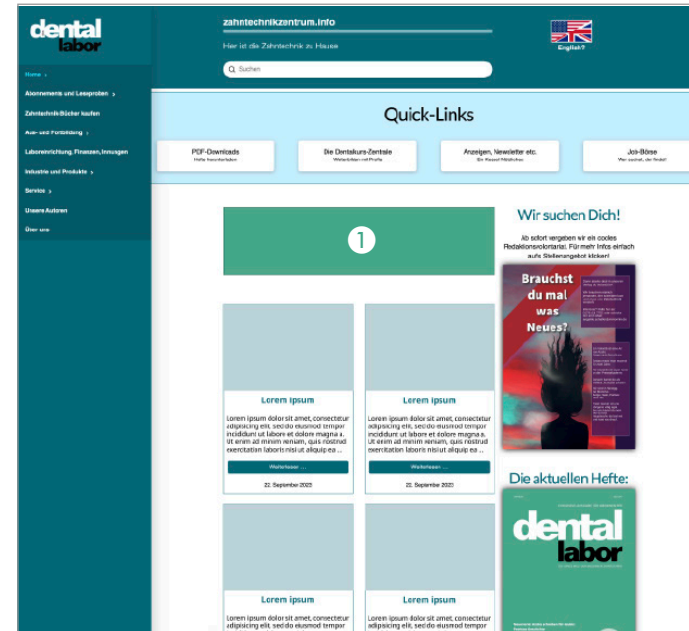 dental
labor
Home >
Abonnements und Leseproben >
Zahntechnik-Bücher kaufen
Aus- und Fortbildung >
Laboreinrichtung, Finanzen, Innungen
Industrie und Produkte >
Service >
Unsere Autoren
Über uns
zahntechnikzentrum.info
Hier ist die Zahntechnik zu Hause
Suchen
English?
Quick-Links
PDF-Downloads
Hefte herunterladen
Die Dentalkurs-Zentrale
Weiterbilden mit Profis
Anzeigen, Newsletter etc.
Ein Ressort Nützliches
Job-Börse
Wer suchet, der findet!
1
Lorem ipsum
Lorem ipsum dolor sit amet, consectetur
adipisicing elit, sed do eiusmod tempor
incididunt ut labore et dolore magna a.
Ut enim ad minim veniam, quis nostrud
exercitation laboris nisi ut aliquip ea ...
Weiterlesen ...
22. September 2023
Lorem ipsum
Lorem ipsum dolor sit amet, consectetur
adipisicing elit, sed do eiusmod tempor
incididunt ut labore et dolore magna a.
Ut enim ad minim veniam, quis nostrud
exercitation laboris nisi ut aliquip ea ...
Weiterlesen ...
22. September 2023
Lorem ipsum
Lorem ipsum dolor sit amet, consectetur
adipisicing elit, sed do eiusmod tempor
Lorem ipsum
Lorem ipsum dolor sit amet, consectetur
adipisicing elit, sed do eiusmod tempor
Wir suchen Dich!
Ab sofort vergeben wir ein cooles
Redaktionsvolontariat. Für mehr Infos einfach
aufs Stellenangebot klicken!
Brauchst
du mal
was
Neues?
Die aktuellen Hefte:
dental
labor